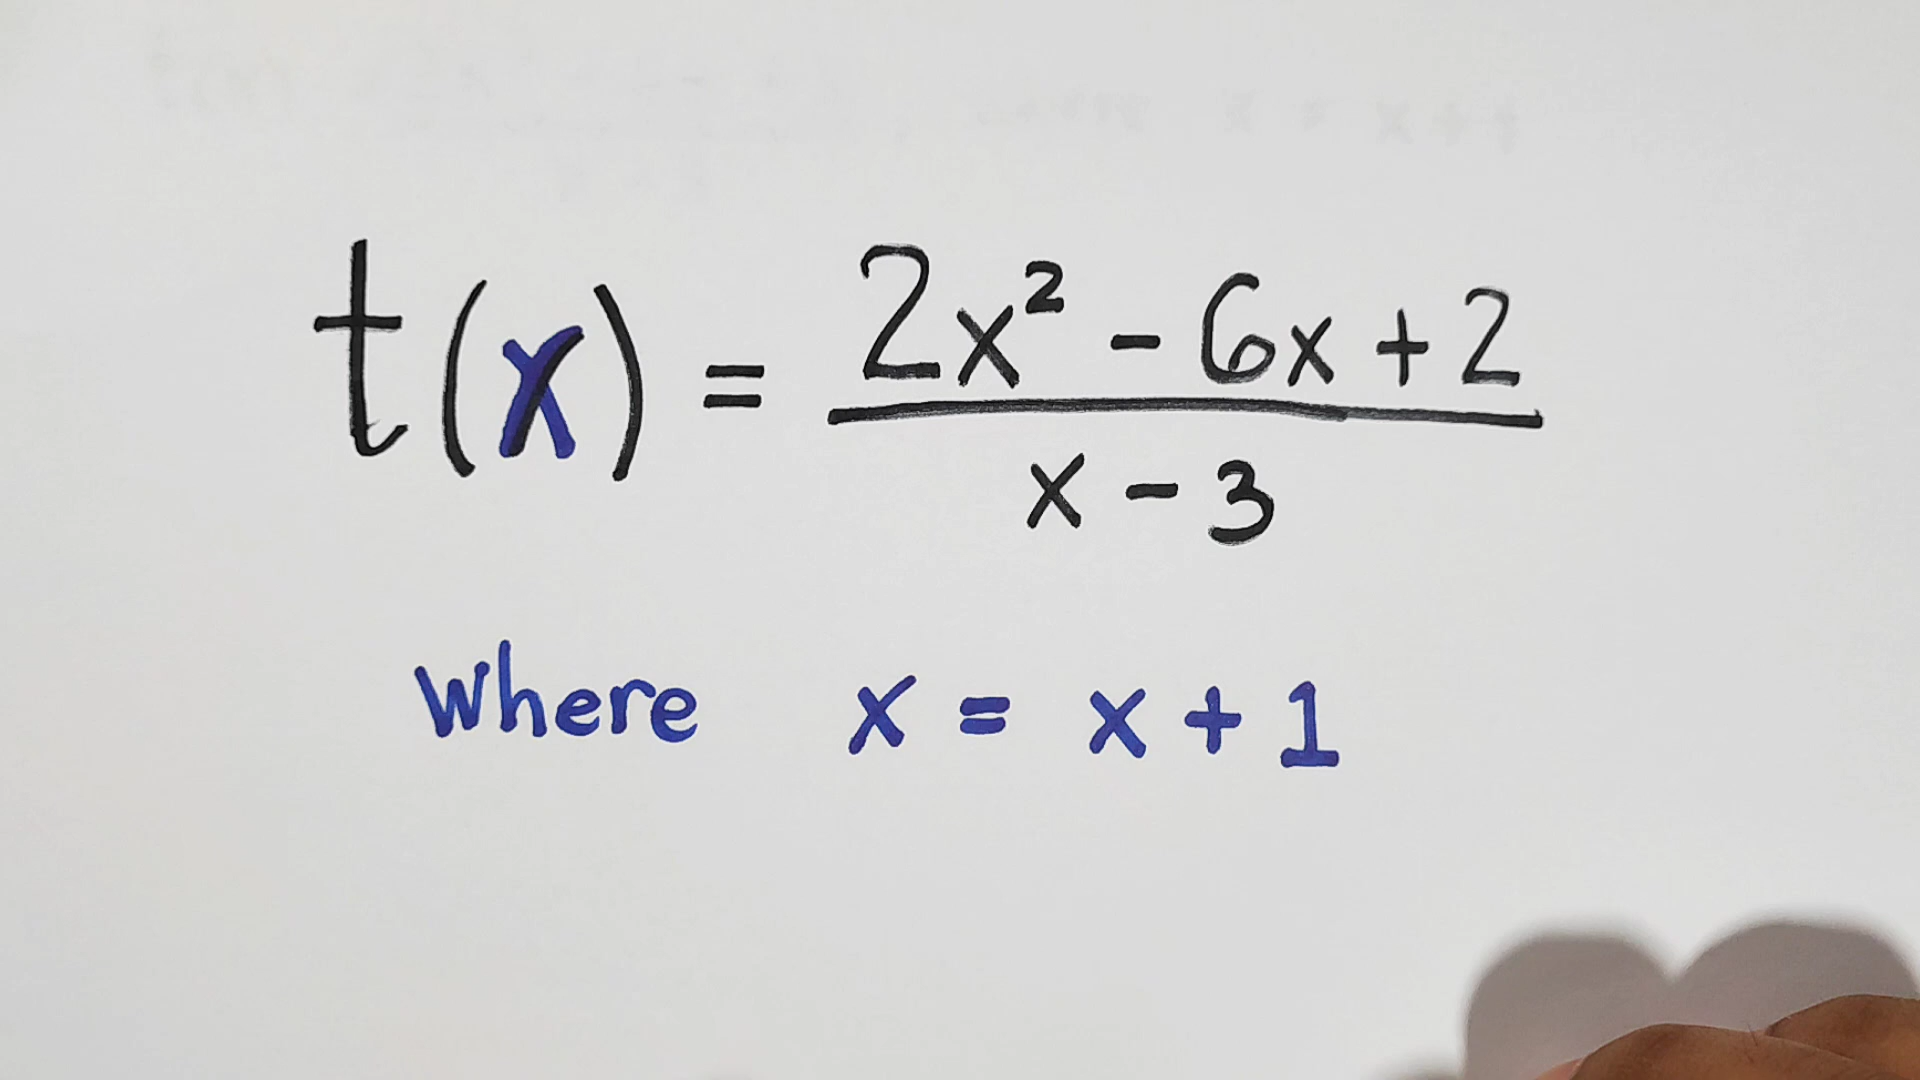 t(x) = 2x² - 6x + 2
x - 3
Where x = x + 1